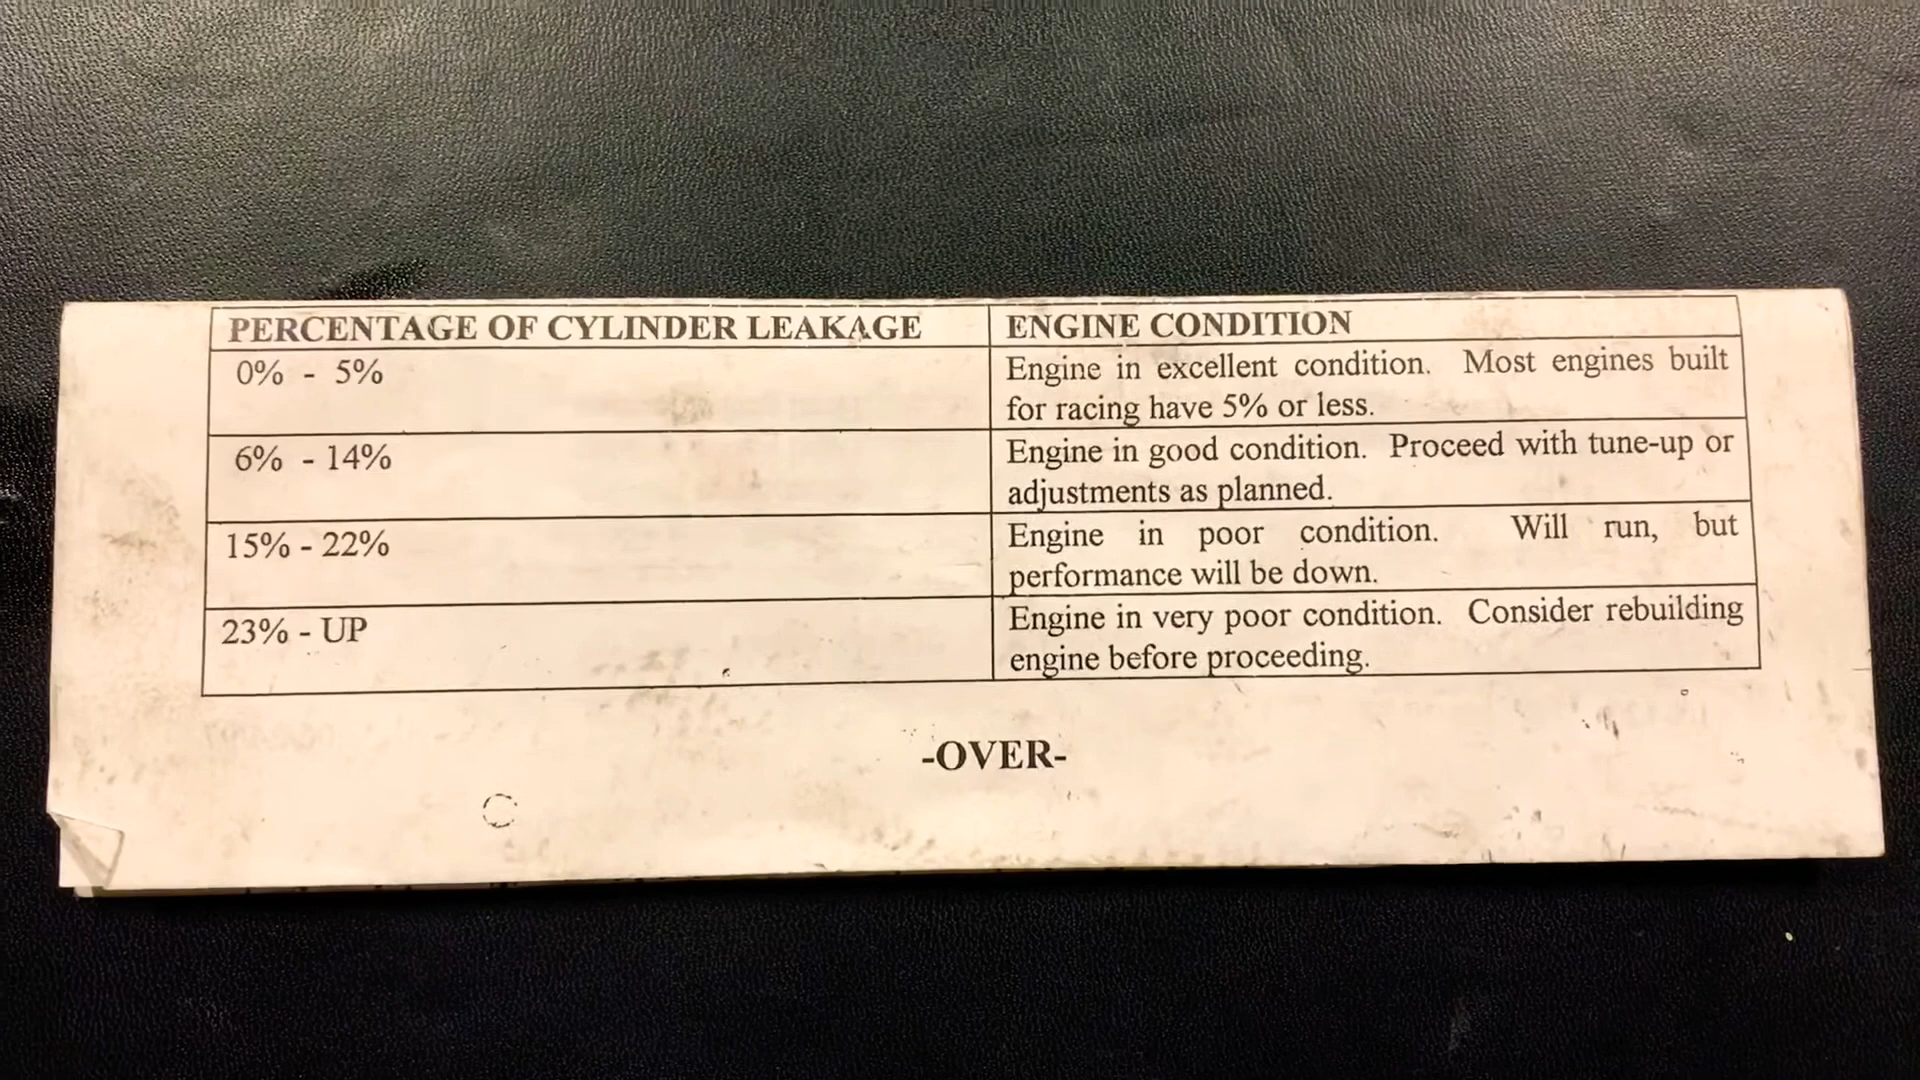 PERCENTAGE OF CYLINDER LEAKAGE ENGINE CONDITION
0% - 5% Engine in excellent condition. Most engines built
for racing have 5% or less.
6% - 14% Engine in good condition. Proceed with tune-up or
adjustments as planned.
15% - 22% Engine in poor condition. Will run, but
performance will be down.
23% - UP Engine in very poor condition. Consider rebuilding
engine before proceeding.
-OVER-